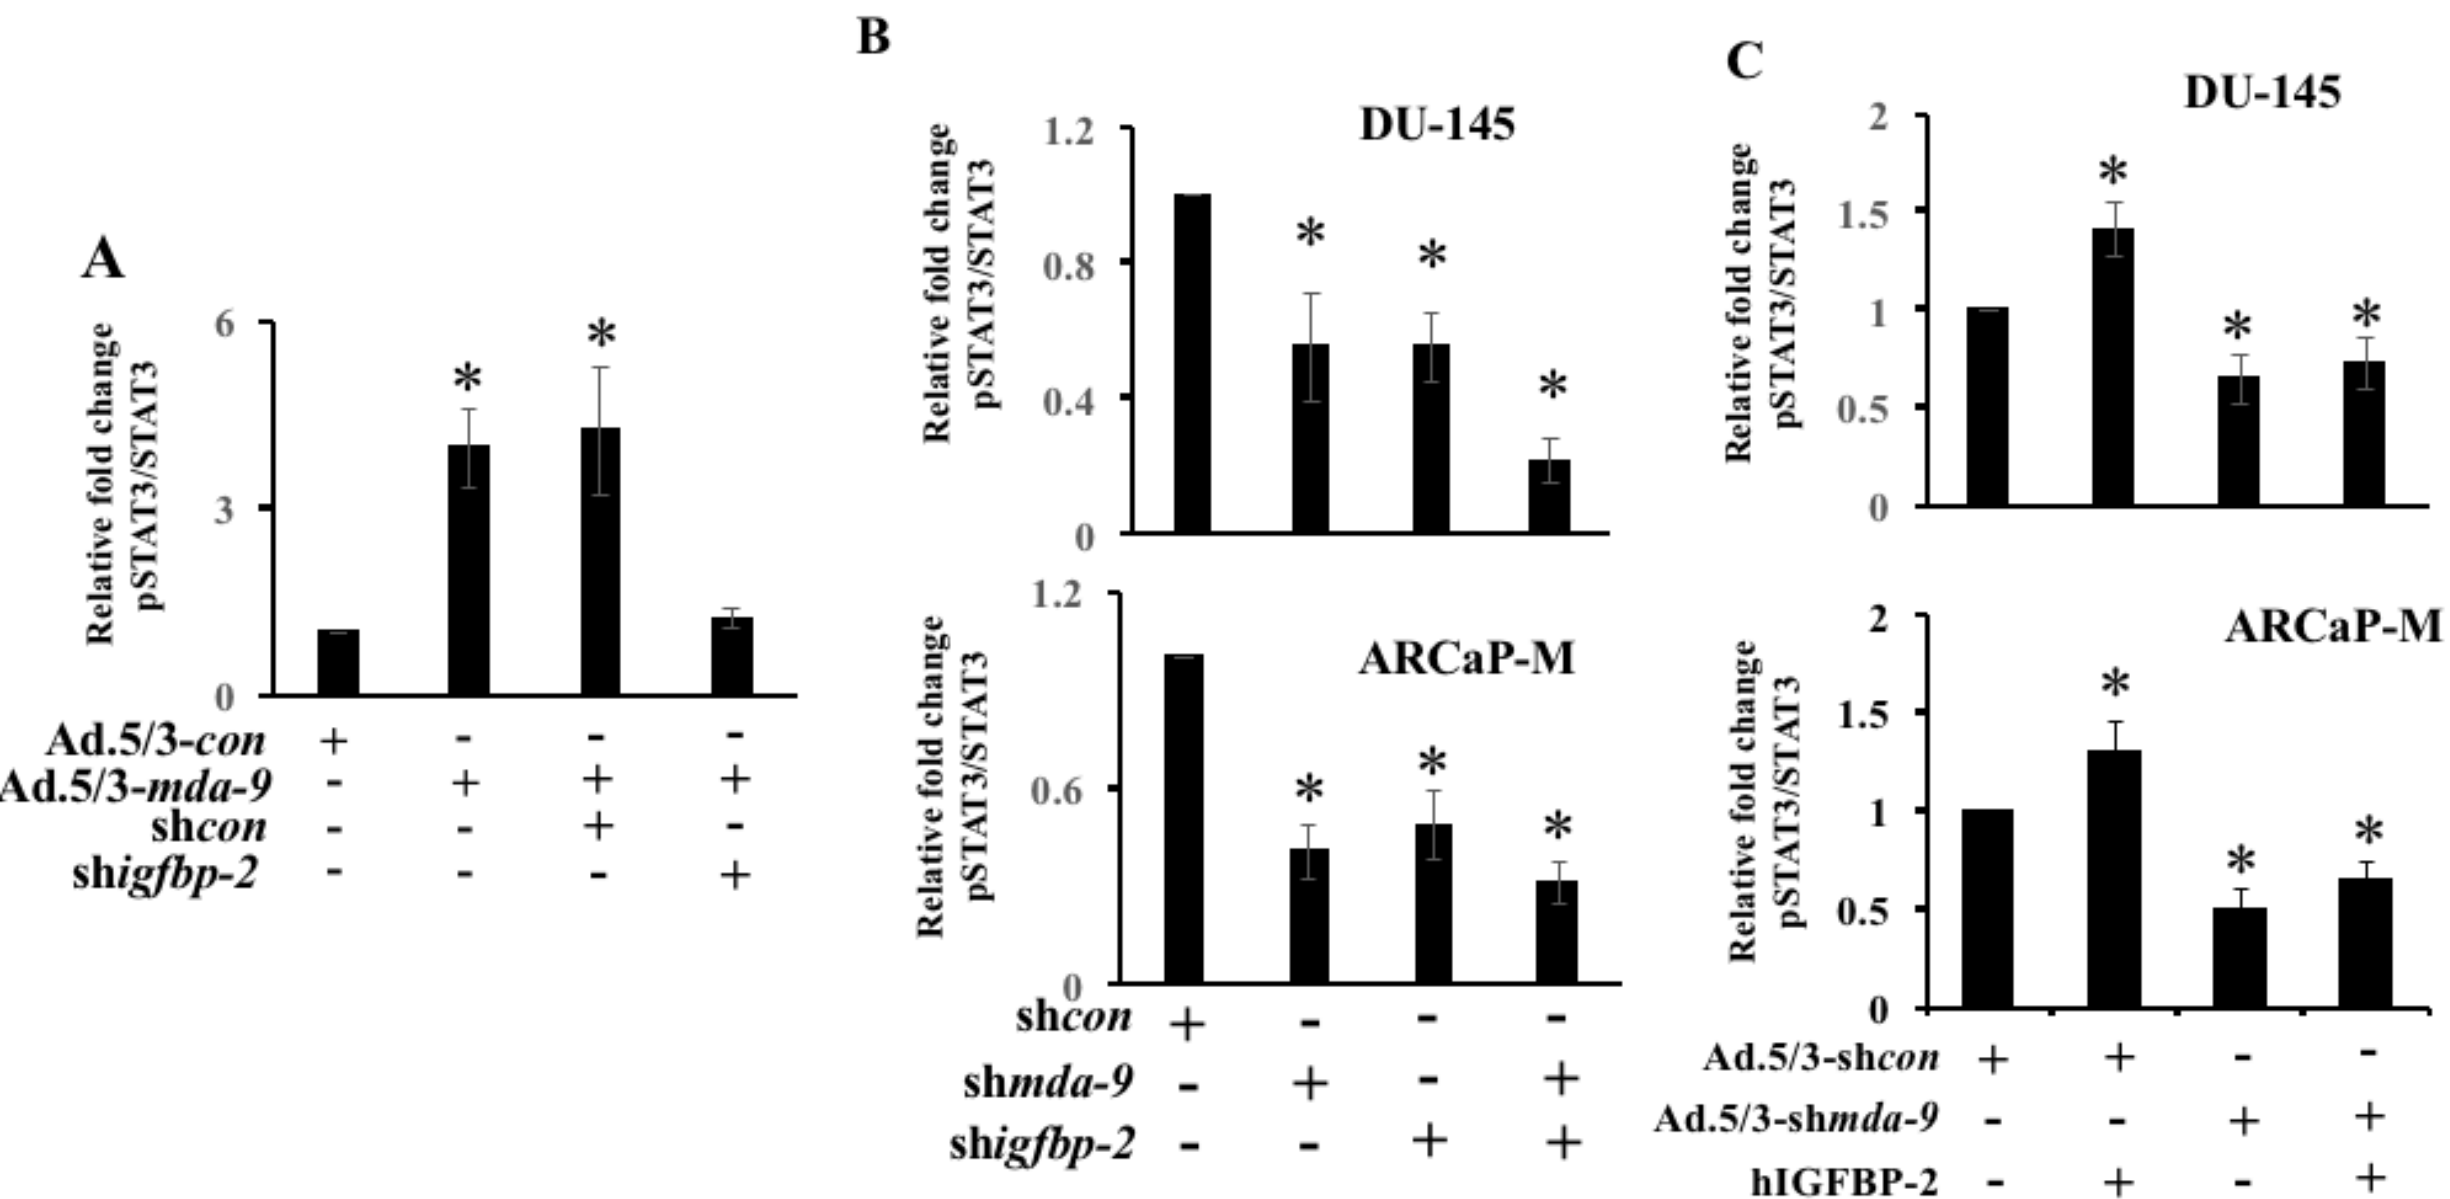 A
Relative fold change
pSTAT3/STAT3
6
3
0
*
*
Ad.5/3-con + - - -
Ad.5/3-mda-9 - + + +
shcon - - + -
shigfbp-2 - - - +
B
DU-145
Relative fold change
pSTAT3/STAT3
1.2
0.8
0.4
0
*
*
*
ARCaP-M
Relative fold change
pSTAT3/STAT3
1.2
0.6
0
*
*
*
shcon + - - -
shmda-9 - + - +
shigfbp-2 - - + +
C
DU-145
Relative fold change
pSTAT3/STAT3
2
1.5
1
0.5
0
*
*
*
ARCaP-M
Relative fold change
pSTAT3/STAT3
2
1.5
1
0.5
0
*
*
*
Ad.5/3-shcon + + - -
Ad.5/3-shmda-9 - - + +
hIGFBP-2 - + - +